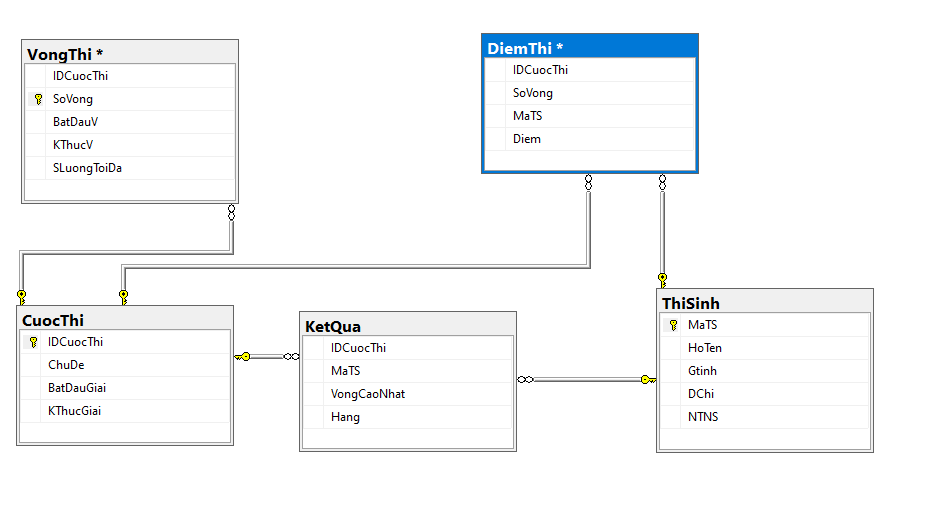 VongThi *
IDCuocThi
SoVong
BatDauV
KThucV
SLuongToiDa
DiemThi *
IDCuocThi
SoVong
MaTS
Diem
CuocThi
IDCuocThi
ChuDe
BatDauGiai
KThucGiai
KetQua
IDCuocThi
MaTS
VongCaoNhat
Hang
ThiSinh
MaTS
HoTen
Gtinh
DChi
NTNS